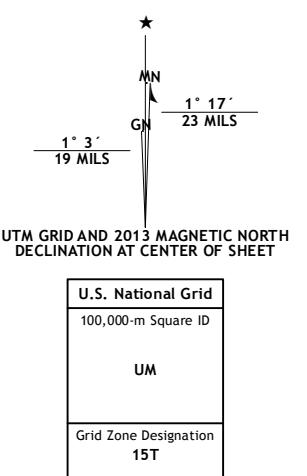 ★
MN
1° 17´
GN
23 MILS
1° 3´
19 MILS
UTM GRID AND 2013 MAGNETIC NORTH
DECLINATION AT CENTER OF SHEET
U.S. National Grid
100,000-m Square ID
UM
Grid Zone Designation
15T